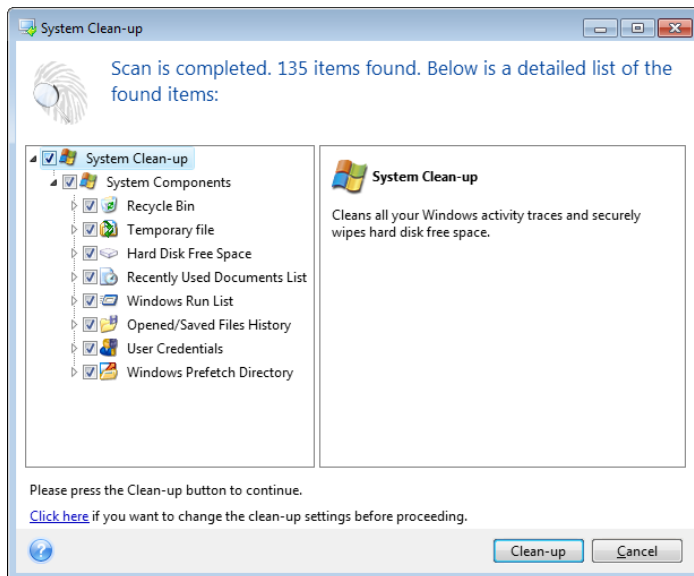 System Clean-up
Scan is completed. 135 items found. Below is a detailed list of the
found items:
System Clean-up
System Components
Recycle Bin
Temporary file
Hard Disk Free Space
Recently Used Documents List
Windows Run List
Opened/Saved Files History
User Credentials
Windows Prefetch Directory
System Clean-up
Cleans all your Windows activity traces and securely
wipes hard disk free space.
Please press the Clean-up button to continue.
Click here if you want to change the clean-up settings before proceeding.
Clean-up Cancel